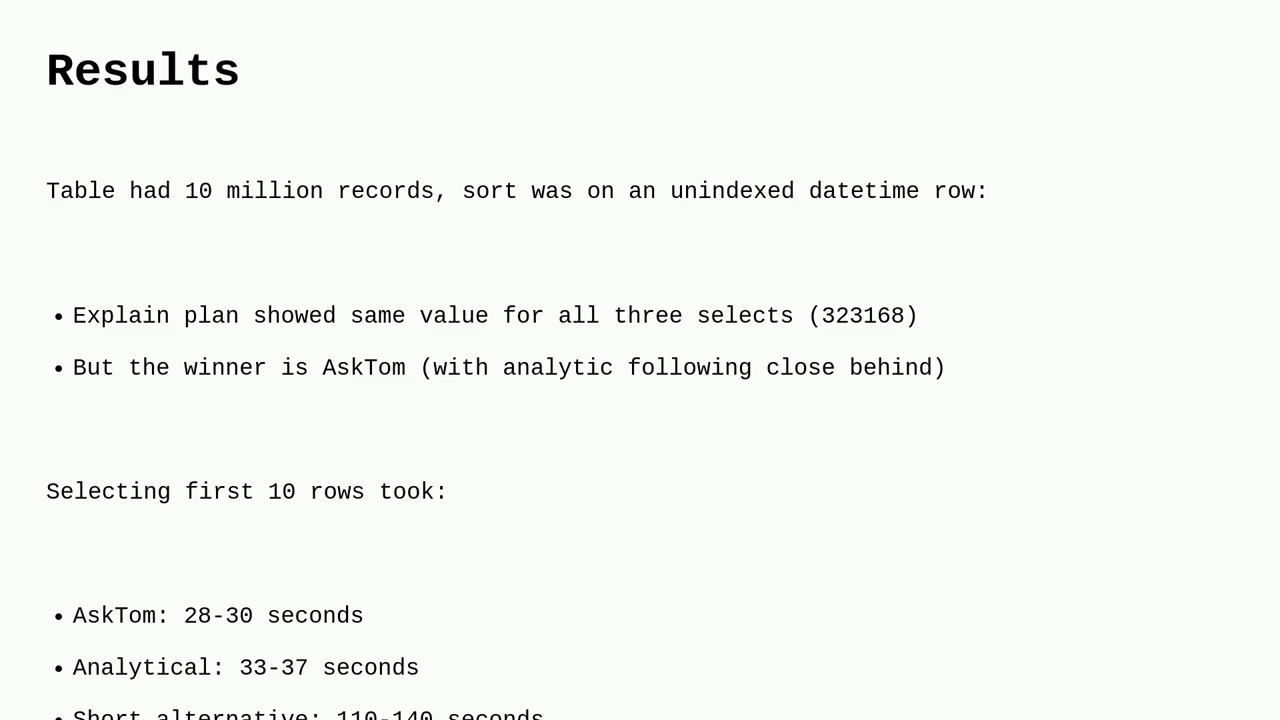 Results
Table had 10 million records, sort was on an unindexed datetime row:
• Explain plan showed same value for all three selects (323168)
• But the winner is AskTom (with analytic following close behind)
Selecting first 10 rows took:
• AskTom: 28-30 seconds
• Analytical: 33-37 seconds
• Short alternative: 110-140 seconds